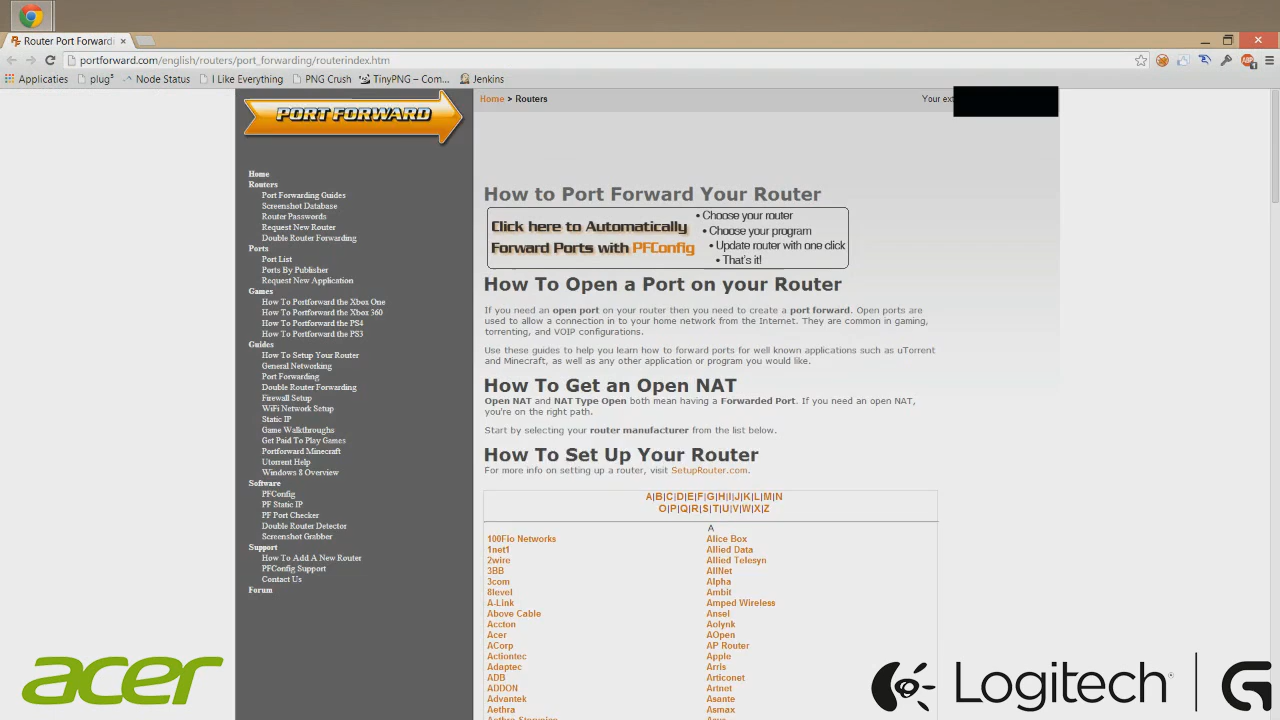 Router Port Forwardi
portforward.com/english/routers/port_forwarding/routerindex.htm
Applicaties
plug²
Node Status
I Like Everything
PNG Crush
TinyPNG – Com...
Jenkins
PORT FORWARD
Home
Routers
Port Forwarding Guides
Screenshot Database
Router Passwords
Request New Router
Double Router Forwarding
Ports
Port List
Ports By Publisher
Request New Application
Games
How To Portforward the Xbox One
How To Portforward the Xbox 360
How To Portforward the PS4
How To Portforward the PS3
Guides
How To Setup Your Router
General Networking
Port Forwarding
Double Router Forwarding
Firewall Setup
WiFi Network Setup
Static IP
Game Walkthroughs
Get Paid To Play Games
Portforward Minecraft
Utorrent Help
Windows 8 Overview
Software
PFConfig
PF Static IP
PF Port Checker
Double Router Detector
Screenshot Grabber
Support
How To Add A New Router
PFConfig Support
Contact Us
Forum
Home > Routers
Your ext
How to Port Forward Your Router
Click here to Automatically
Forward Ports with PFConfig
• Choose your router
• Choose your program
• Update router with one click
• That's it!
How To Open a Port on your Router
If you need an open port on your router then you need to create a port forward. Open ports are
used to allow a connection in to your home network from the Internet. They are common in gaming,
torrenting, and VOIP configurations.
Use these guides to help you learn how to forward ports for well known applications such as uTorrent
and Minecraft, as well as any other application or program you would like.
How To Get an Open NAT
Open NAT and NAT Type Open both mean having a Forwarded Port. If you need an open NAT,
you're on the right path.
Start by selecting your router manufacturer from the list below.
How To Set Up Your Router
For more info on setting up a router, visit SetupRouter.com.
A|B|C|D|E|F|G|H|I|J|K|L|M|N
O|P|Q|R|S|T|U|V|W|X|Z
A
100Fio Networks
1net1
2wire
3BB
3com
8level
A-Link
Above Cable
Accton
Acer
ACorp
Actiontec
Adaptec
ADB
ADDON
Advantek
Aethra
Alice Box
Allied Data
Allied Telesyn
AllNet
Alpha
Ambit
Amped Wireless
Ansel
Aolynk
AOpen
AP Router
Apple
Arris
Articonet
Artnet
Asante
Asmax
acer
Logitech
G